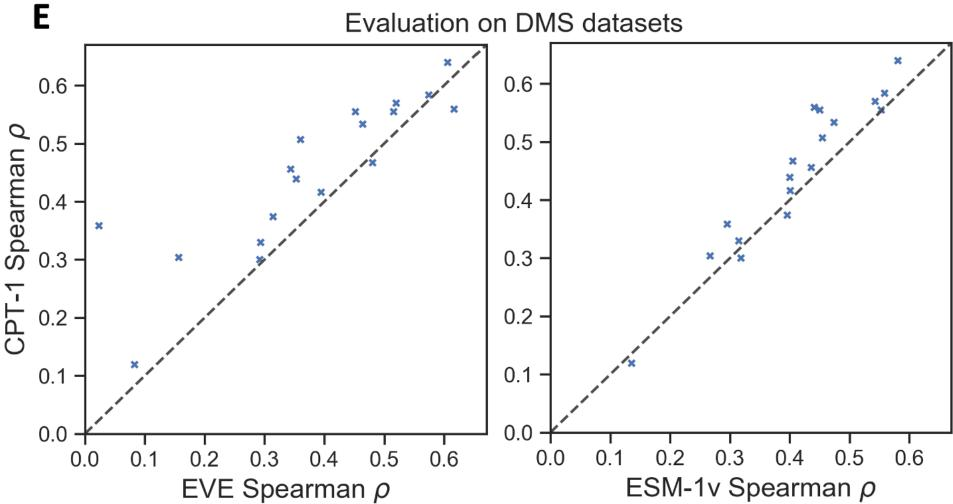 E
Evaluation on DMS datasets
CPT-1 Spearman ρ
0.6
0.5
0.4
0.3
0.2
0.1
0.0
0.0 0.1 0.2 0.3 0.4 0.5 0.6
EVE Spearman ρ
0.6
0.5
0.4
0.3
0.2
0.1
0.0
0.0 0.1 0.2 0.3 0.4 0.5 0.6
ESM-1v Spearman ρ